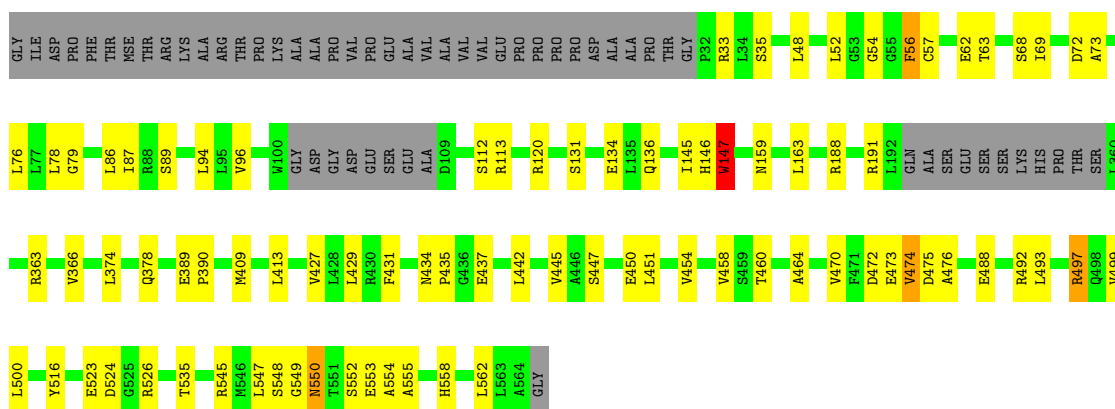 GLY ILE ASP PRO PHE THR MSE THR ARG LYS ALA ARG THR PRO LYS ALA ALA PRO VAL PRO GLU ALA VAL ALA VAL VAL GLU PRO PRO PRO PRO ASP ALA ALA PRO THR GLY P32 R33 L34 S35 L48 L52 G53 G54 G55 F56 C57 E62 T63 S68 I69 D72 A73
L76 L77 L78 G79 L86 I87 R88 S89 L94 L95 V96 W100 GLY ASP GLY ASP GLU SER GLU ALA D109 S112 R113 R120 S131 E134 L135 Q136 I145 H146 W147 N159 L163 R188 R191 L192 GLN ALA SER GLU SER SER LYS HIS PRO THR SER L360
R363 V366 L374 Q378 E389 P390 M409 L413 V427 L428 L429 R430 F431 N434 P435 G436 E437 L442 V445 A446 S447 E450 L451 V454 V458 S459 T460 A464 V470 F471 D472 E473 V474 D475 A476 E488 R492 L493 R497 Q498 V499
L500 Y516 E523 D524 G525 R526 T535 R545 M546 L547 S548 G549 N550 T551 S552 E553 A554 A555 H558 L562 L563 A564 GLY